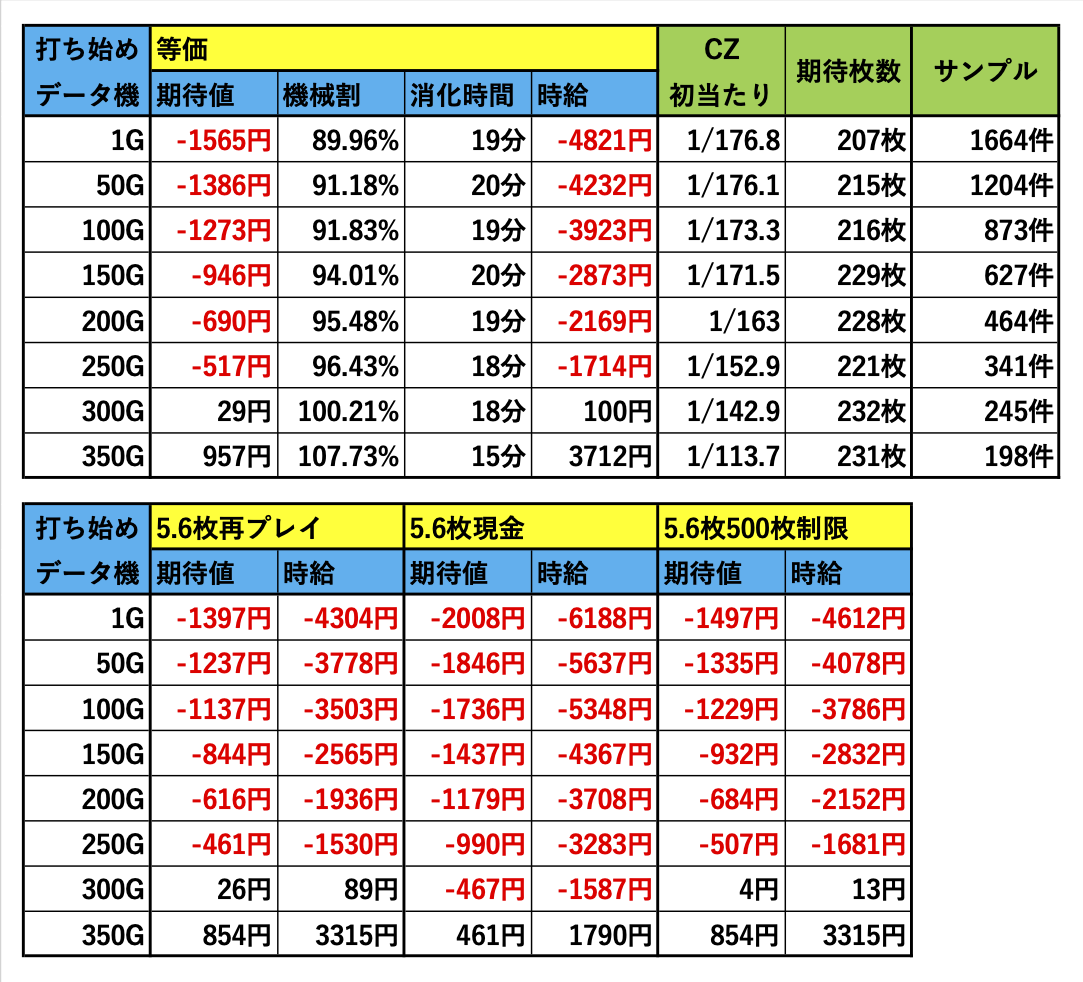 打ち始め 等価 CZ 期待枚数 サンプル
データ機 期待値 機械割 消化時間 時給 初当たり
1G -1565円 89.96% 19分 -4821円 1/176.8 207枚 1664件
50G -1386円 91.18% 20分 -4232円 1/176.1 215枚 1204件
100G -1273円 91.83% 19分 -3923円 1/173.3 216枚 873件
150G -946円 94.01% 20分 -2873円 1/171.5 229枚 627件
200G -690円 95.48% 19分 -2169円 1/163 228枚 464件
250G -517円 96.43% 18分 -1714円 1/152.9 221枚 341件
300G 29円 100.21% 18分 100円 1/142.9 232枚 245件
350G 957円 107.73% 15分 3712円 1/113.7 231枚 198件
打ち始め 5.6枚再プレイ 5.6枚現金 5.6枚500枚制限
データ機 期待値 時給 期待値 時給 期待値 時給
1G -1397円 -4304円 -2008円 -6188円 -1497円 -4612円
50G -1237円 -3778円 -1846円 -5637円 -1335円 -4078円
100G -1137円 -3503円 -1736円 -5348円 -1229円 -3786円
150G -844円 -2565円 -1437円 -4367円 -932円 -2832円
200G -616円 -1936円 -1179円 -3708円 -684円 -2152円
250G -461円 -1530円 -990円 -3283円 -507円 -1681円
300G 26円 89円 -467円 -1587円 4円 13円
350G 854円 3315円 461円 1790円 854円 3315円